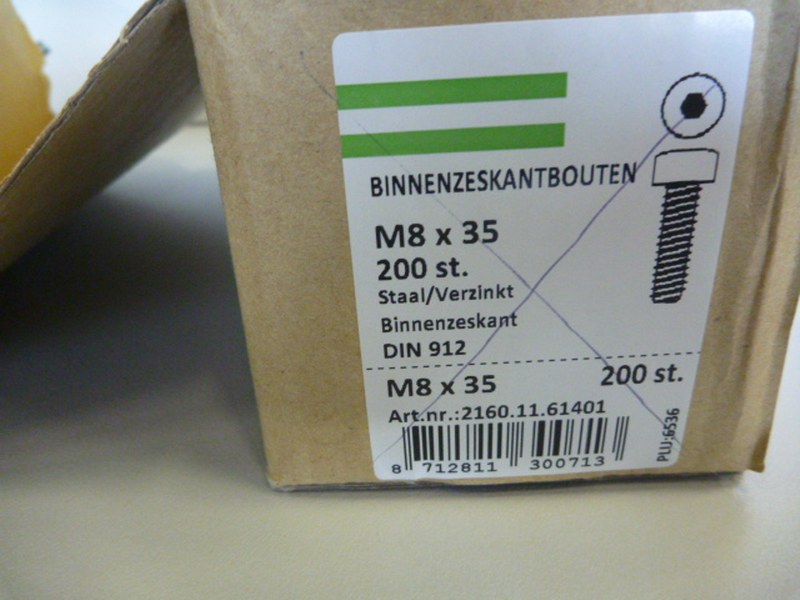 BINNENZESKANTBOUTEN
M8 x 35
200 st.
Staal/Verzinkt
Binnenzeskant
DIN 912
M8 x 35 200 st.
Art.nr.:2160.11.61401
8 712811 300713
PLU:6536